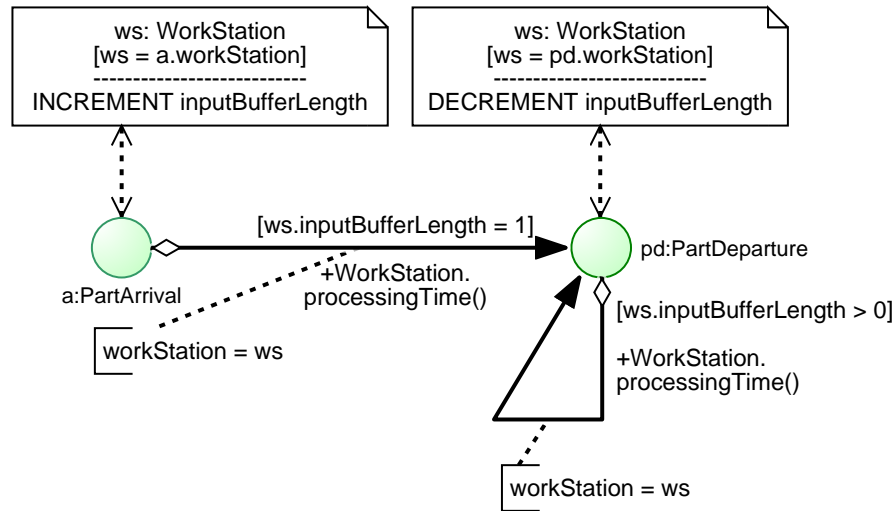 ws: WorkStation
[ws = a.workStation]
---------------------------
INCREMENT inputBufferLength
ws: WorkStation
[ws = pd.workStation]
---------------------------
DECREMENT inputBufferLength
[ws.inputBufferLength = 1]
+WorkStation.
processingTime()
a:PartArrival
pd:PartDeparture
workStation = ws
[ws.inputBufferLength > 0]
+WorkStation.
processingTime()
workStation = ws